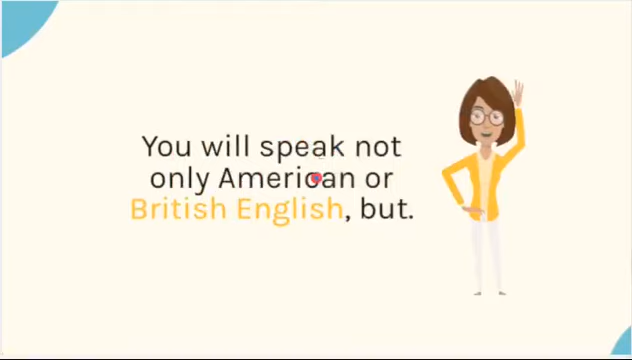 You will speak not
only American or
British English, but.